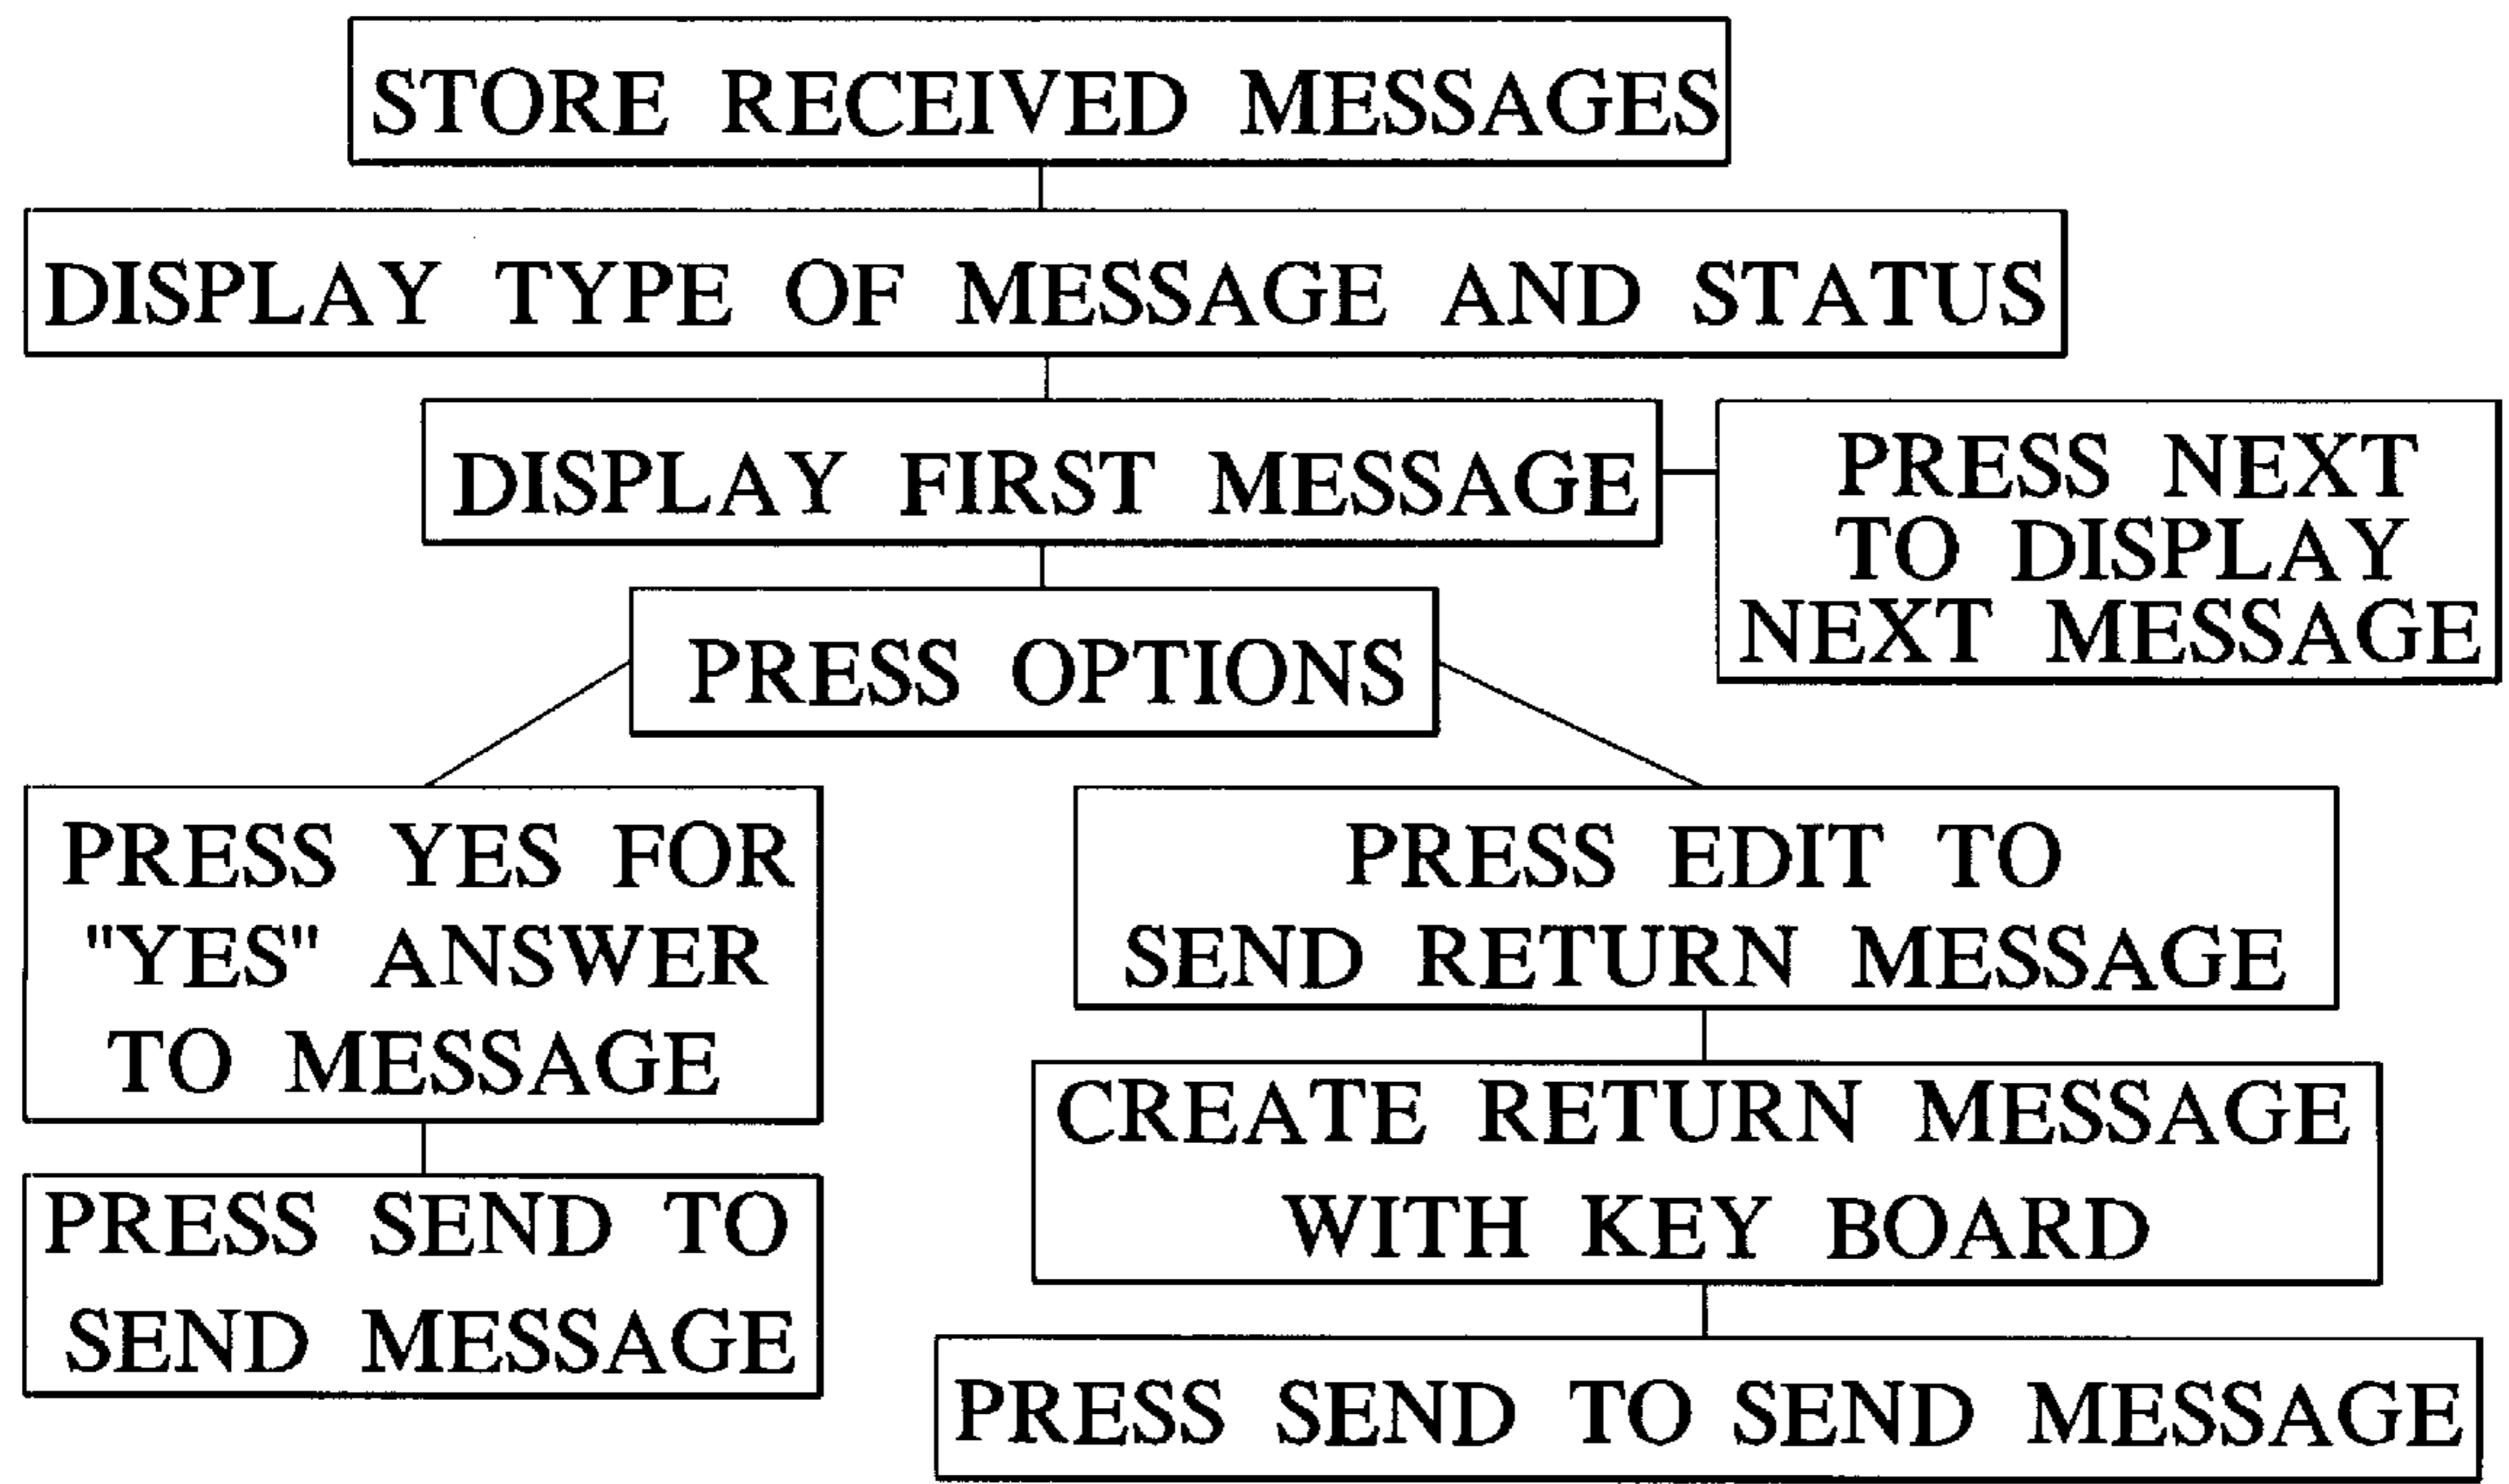 STORE RECEIVED MESSAGES
DISPLAY TYPE OF MESSAGE AND STATUS
DISPLAY FIRST MESSAGE
PRESS NEXT
TO DISPLAY
NEXT MESSAGE
PRESS OPTIONS
PRESS YES FOR
"YES" ANSWER
TO MESSAGE
PRESS SEND TO
SEND MESSAGE
PRESS EDIT TO
SEND RETURN MESSAGE
CREATE RETURN MESSAGE
WITH KEY BOARD
PRESS SEND TO SEND MESSAGE